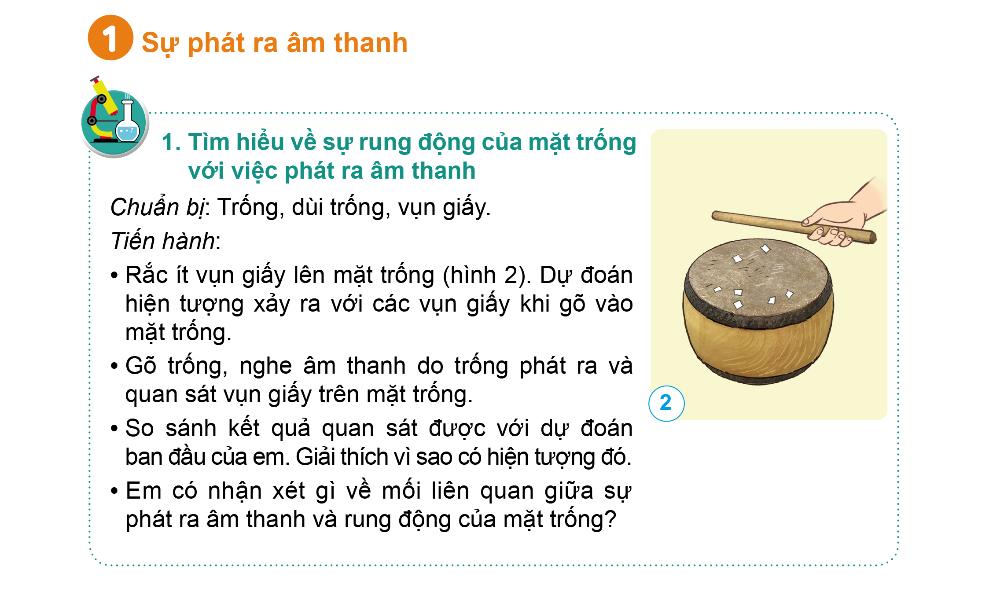 1 Sự phát ra âm thanh
1. Tìm hiểu về sự rung động của mặt trống
với việc phát ra âm thanh
Chuẩn bị: Trống, dùi trống, vụn giấy.
Tiến hành:
• Rắc ít vụn giấy lên mặt trống (hình 2). Dự đoán
hiện tượng xảy ra với các vụn giấy khi gõ vào
mặt trống.
• Gõ trống, nghe âm thanh do trống phát ra và
quan sát vụn giấy trên mặt trống.
• So sánh kết quả quan sát được với dự đoán
ban đầu của em. Giải thích vì sao có hiện tượng đó.
• Em có nhận xét gì về mối liên quan giữa sự
phát ra âm thanh và rung động của mặt trống?
2